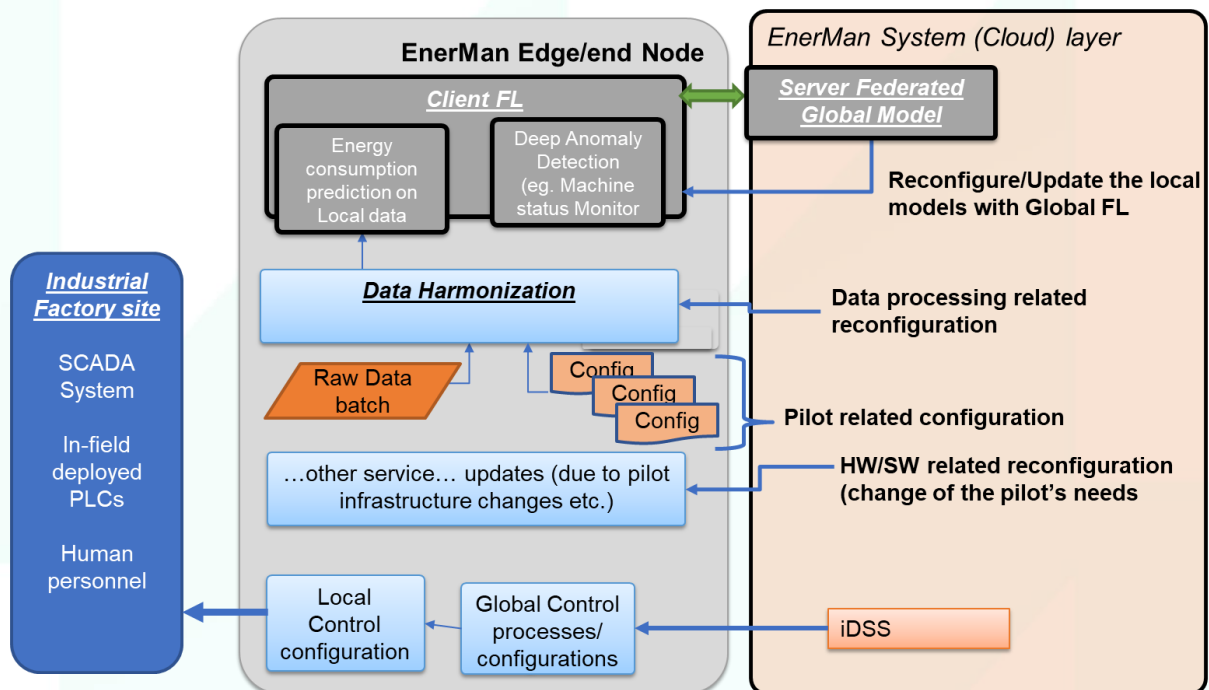 EnerMan Edge/end Node
Client FL
Energy
consumption
prediction on
Local data
Deep Anomaly
Detection
(eg. Machine
status Monitor
EnerMan System (Cloud) layer
Server Federated
Global Model
Reconfigure/Update the local
models with Global FL
Data Harmonization
Data processing related
reconfiguration
Raw Data
batch
Config
Config
Config
Pilot related configuration
…other service… updates (due to pilot
infrastructure changes etc.)
HW/SW related reconfiguration
(change of the pilot’s needs
Industrial
Factory site
SCADA
System
In-field
deployed
PLCs
Human
personnel
Local
Control
configuration
Global Control
processes/
configurations
iDSS